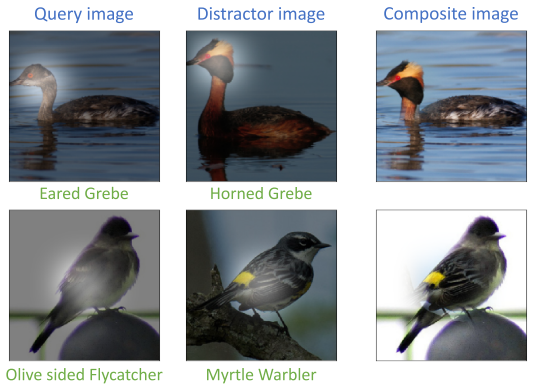 Query image
Distractor image
Composite image
Eared Grebe
Horned Grebe
Olive sided Flycatcher
Myrtle Warbler